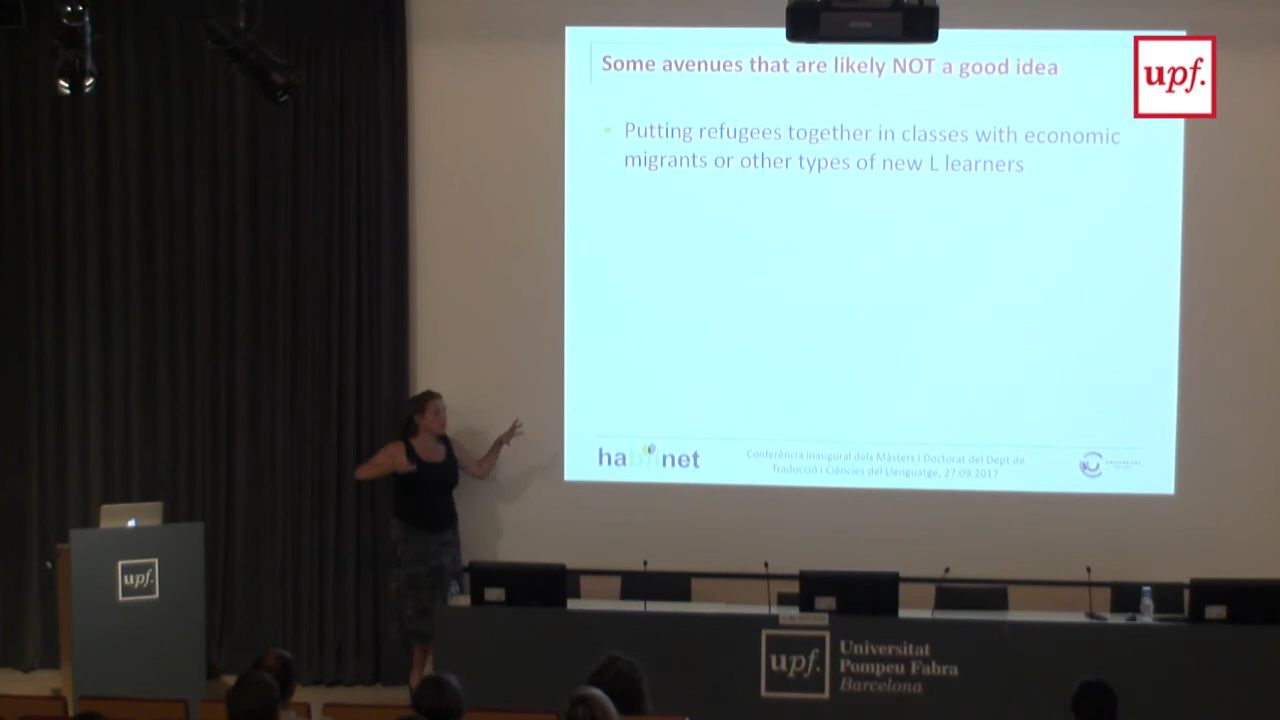 EPSON
Some avenues that are likely NOT a good idea
upf.
Putting refugees together in classes with economic
migrants or other types of new L learners
habinet
Conferència inaugural dels Màsters i Doctorat del Dept de
Traducció i Ciències del Llenguatge, 27.09.2017
upf.
upf.
Universitat
Pompeu Fabra
Barcelona